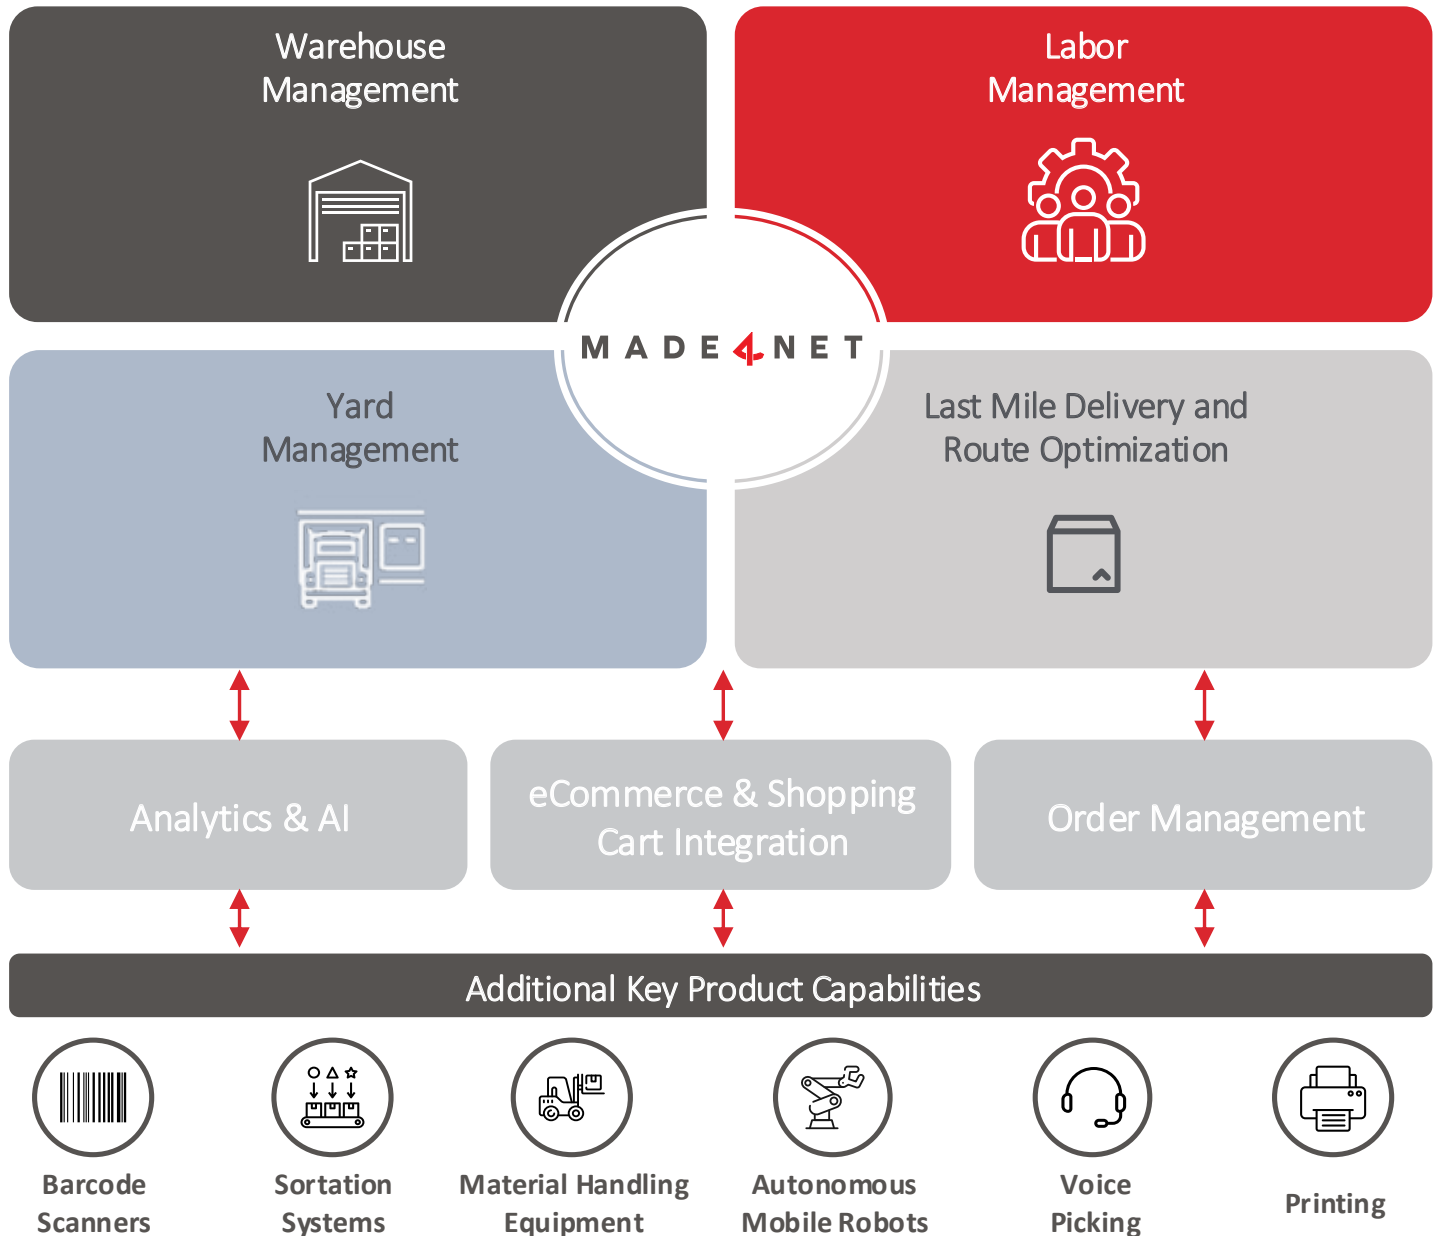 Warehouse
Management
Labor
Management
MADE4NET
Yard
Management
Last Mile Delivery and
Route Optimization
Analytics & AI
eCommerce & Shopping
Cart Integration
Order Management
Additional Key Product Capabilities
Barcode
Scanners
Sortation
Systems
Material Handling
Equipment
Autonomous
Mobile Robots
Voice
Picking
Printing